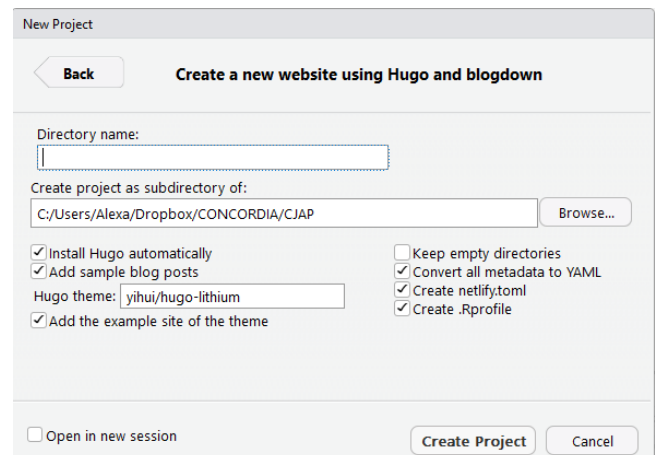 New Project
Back
Create a new website using Hugo and blogdown
Directory name:
Create project as subdirectory of:
C:/Users/Alexa/Dropbox/CONCORDIA/CJAP
Browse...
Install Hugo automatically
Keep empty directories
Add sample blog posts
Convert all metadata to YAML
Hugo theme: yihui/hugo-lithium
Create netlify.toml
Add the example site of the theme
Create .Rprofile
Open in new session
Create Project
Cancel